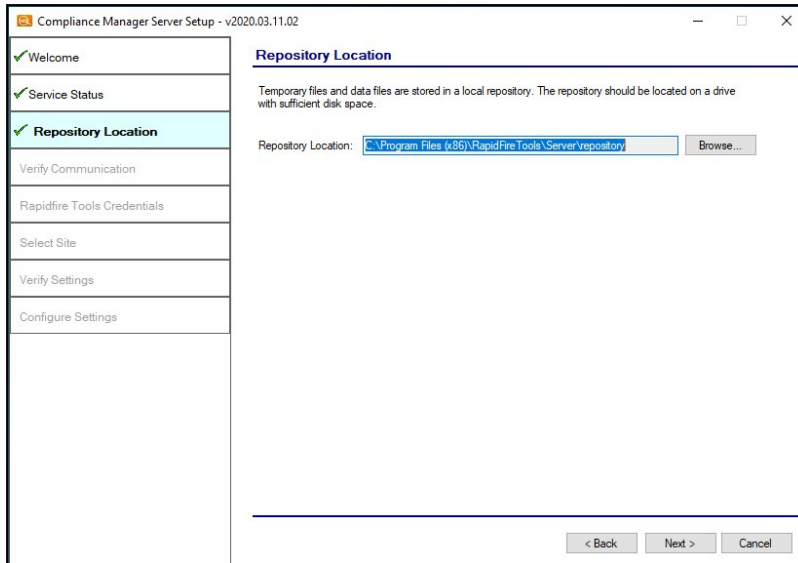 Compliance Manager Server Setup - v2020.03.11.02
Welcome
Service Status
Repository Location
Verify Communication
Rapidfire Tools Credentials
Select Site
Verify Settings
Configure Settings
Repository Location
Temporary files and data files are stored in a local repository. The repository should be located on a drive
with sufficient disk space.
Repository Location: C:\Program Files (x86)\RapidFireTools\Server\repository Browse...
< Back Next > Cancel